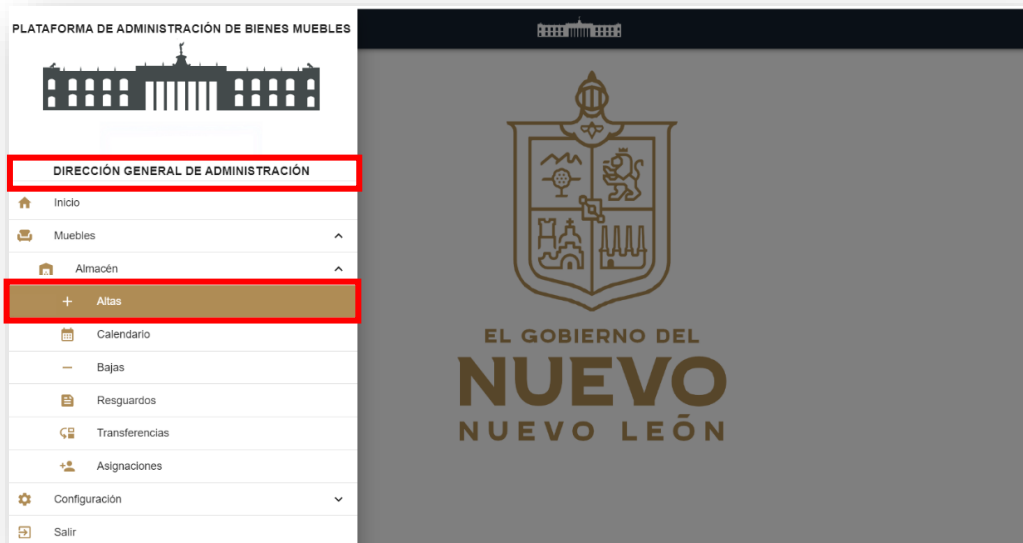 PLATAFORMA DE ADMINISTRACIÓN DE BIENES MUEBLES
DIRECCIÓN GENERAL DE ADMINISTRACIÓN
Inicio
Muebles
Almacén
Altas
Calendario
Bajas
Resguardos
Transferencias
Asignaciones
Configuración
Salir
EL GOBIERNO DEL
NUEVO
NUEVO LEÓN